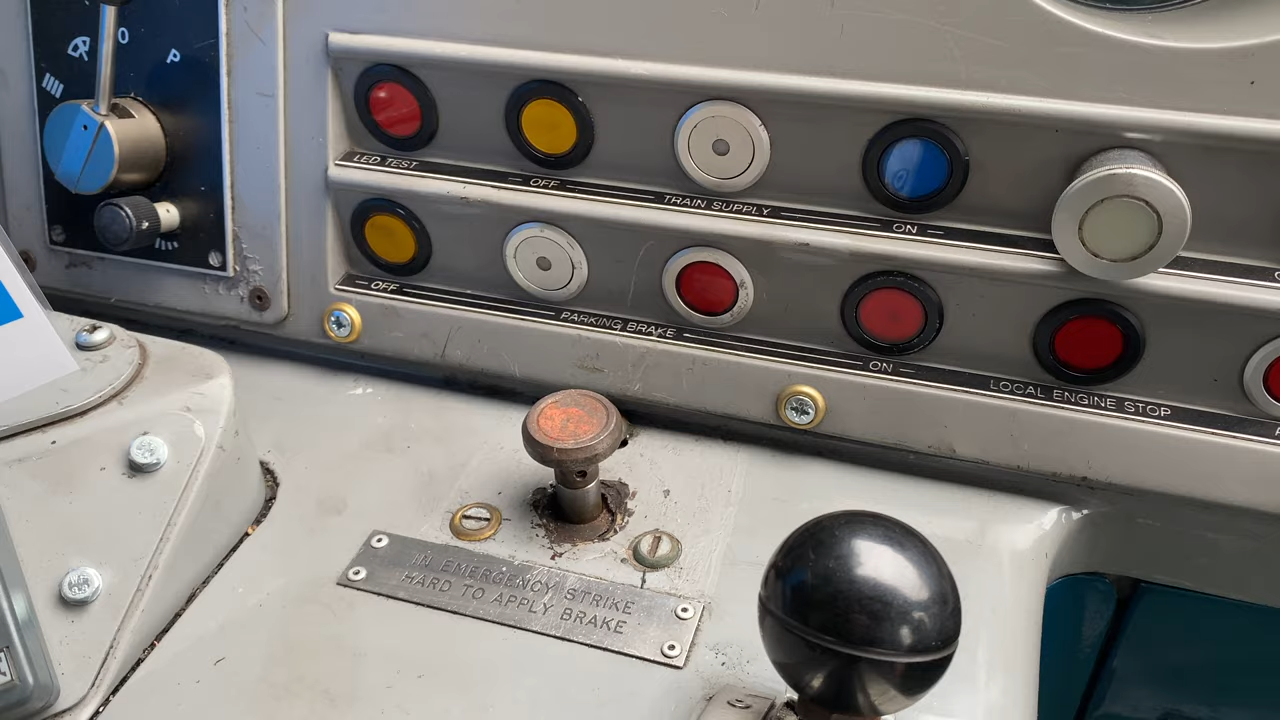 O
P
LED TEST
OFF
TRAIN SUPPLY
ON
OFF
PARKING BRAKE
ON
LOCAL ENGINE STOP
IN EMERGENCY STRIKE
HARD TO APPLY BRAKE